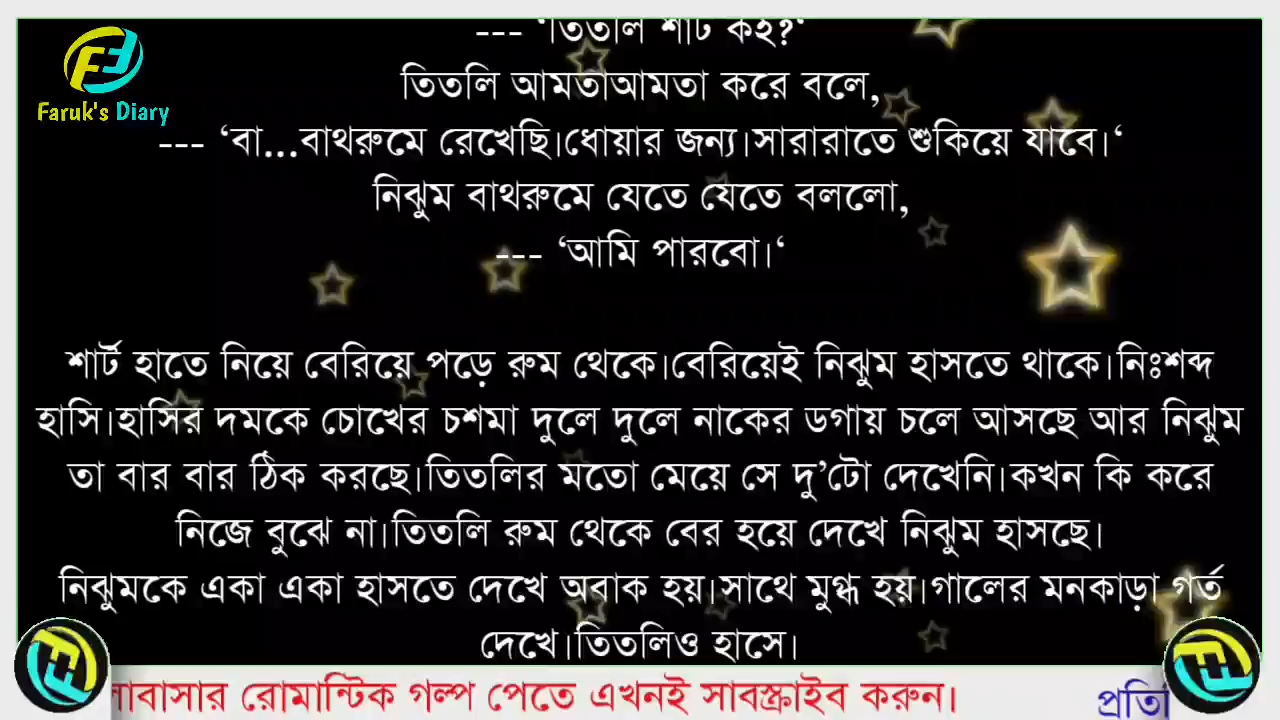 --- ‘তিতলি শার্ট কই?‘
Faruk's Diary
তিতলি আমতাআমতা করে বলে,
--- ‘বা...বাথরুমে রেখেছি।ধোয়ার জন্য।সারারাতে শুকিয়ে যাবে।‘
নিঝুম বাথরুমে যেতে যেতে বললো,
--- ‘আমি পারবো।‘
শার্ট হাতে নিয়ে বেরিয়ে পড়ে রুম থেকে।বেরিয়েই নিঝুম হাসতে থাকে।নিঃশব্দ
হাসি।হাসির দমকে চোখের চশমা দুলে দুলে নাকের ডগায় চলে আসছে আর নিঝুম
তা বার বার ঠিক করছে।তিতলির মতো মেয়ে সে দু’টো দেখেনি।কখন কি করে
নিজে বুঝে না।তিতলি রুম থেকে বের হয়ে দেখে নিঝুম হাসছে।
নিঝুমকে একা একা হাসতে দেখে অবাক হয়।সাথে মুগ্ধ হয়।গালের মনকাড়া গর্ত
দেখে।তিতলিও হাসে।
রোমান্টিক গল্প পেতে এখনই সাবস্ক্রাইব করুন।